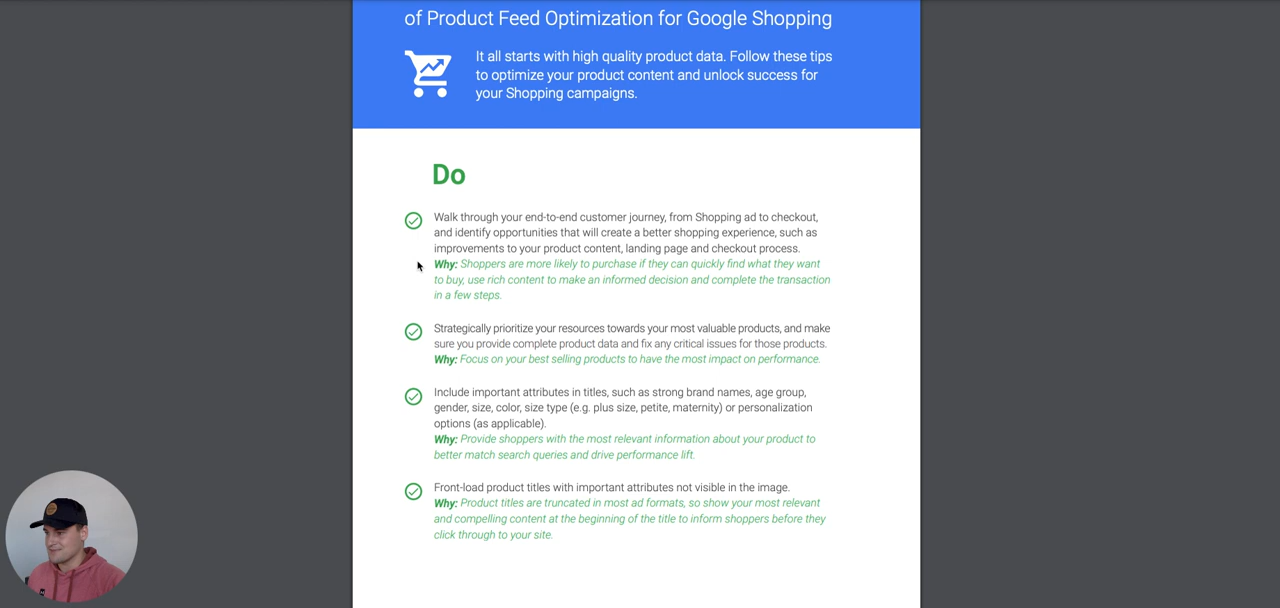 of Product Feed Optimization for Google Shopping
It all starts with high quality product data. Follow these tips
to optimize your product content and unlock success for
your Shopping campaigns.
Do
Walk through your end-to-end customer journey, from Shopping ad to checkout,
and identify opportunities that will create a better shopping experience, such as
improvements to your product content, landing page and checkout process.
Why: Shoppers are more likely to purchase if they can quickly find what they want
to buy, use rich content to make an informed decision and complete the transaction
in a few steps.
Strategically prioritize your resources towards your most valuable products, and make
sure you provide complete product data and fix any critical issues for those products.
Why: Focus on your best selling products to have the most impact on performance.
Include important attributes in titles, such as strong brand names, age group,
gender, size, color, size type (e.g. plus size, petite, maternity) or personalization
options (as applicable).
Why: Provide shoppers with the most relevant information about your product to
better match search queries and drive performance lift.
Front-load product titles with important attributes not visible in the image.
Why: Product titles are truncated in most ad formats, so show your most relevant
and compelling content at the beginning of the title to inform shoppers before they
click through to your site.